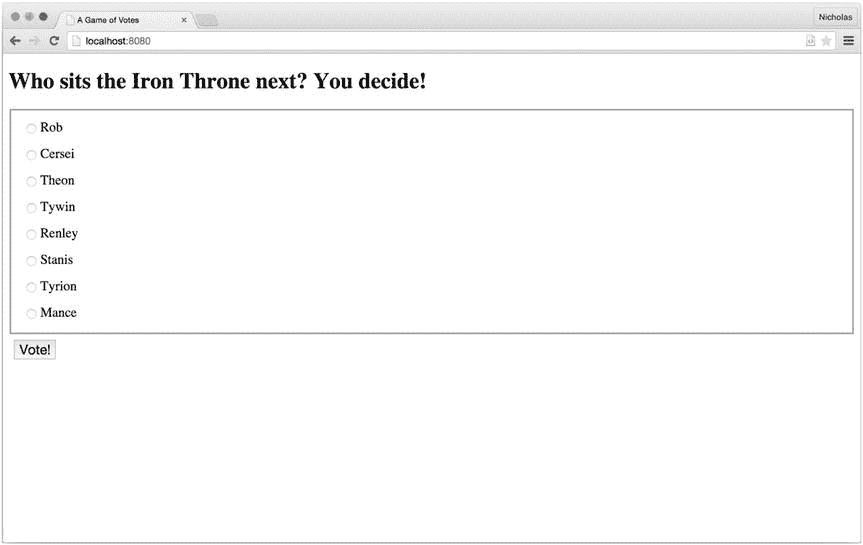 A Game of Votes
Nicholas
localhost:8080
Who sits the Iron Throne next? You decide!
Rob
Cersei
Theon
Tywin
Renley
Stanis
Tyrion
Mance
Vote!